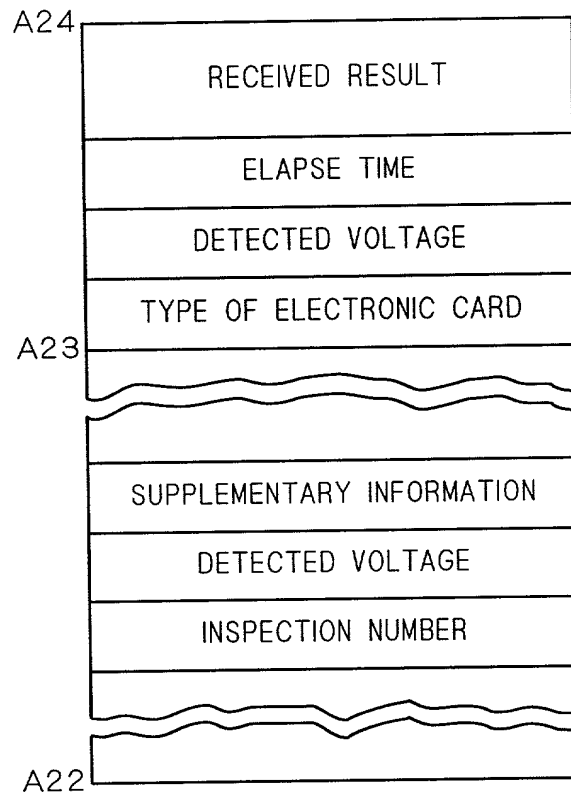 A24
RECEIVED RESULT
ELAPSE TIME
DETECTED VOLTAGE
TYPE OF ELECTRONIC CARD
A23
SUPPLEMENTARY INFORMATION
DETECTED VOLTAGE
INSPECTION NUMBER
A22